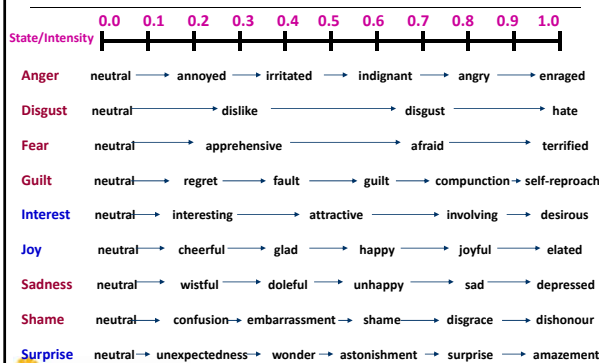 0.0 0.1 0.2 0.3 0.4 0.5 0.6 0.7 0.8 0.9 1.0
State/Intensity
Anger neutral annoyed irritated indignant angry enraged
Disgust neutral dislike disgust hate
Fear neutral apprehensive afraid terrified
Guilt neutral regret fault guilt compunction self-reproach
Interest neutral interesting attractive involving desirous
Joy neutral cheerful glad happy joyful elated
Sadness neutral wistful doleful unhappy sad depressed
Shame neutral confusion embarrassment shame disgrace dishonour
Surprise neutral unexpectedness wonder astonishment surprise amazement